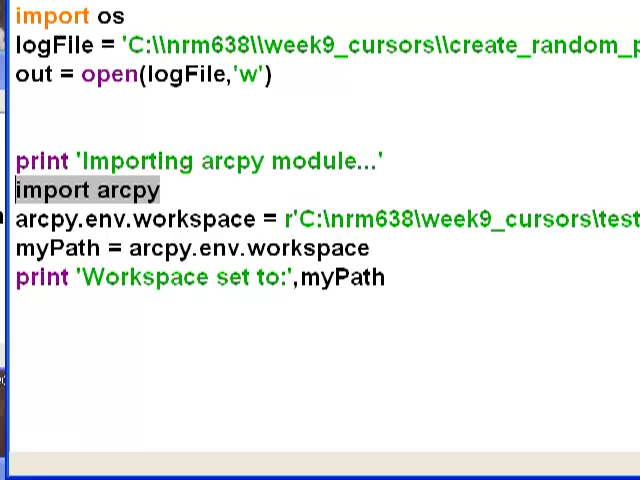 import os
logFile = 'C:\\nrm638\\week9_cursors\\create_random_p
out = open(logFile,'w')
print 'Importing arcpy module...'
import arcpy
arcpy.env.workspace = r'C:\nrm638\week9_cursors\test
myPath = arcpy.env.workspace
print 'Workspace set to:',myPath